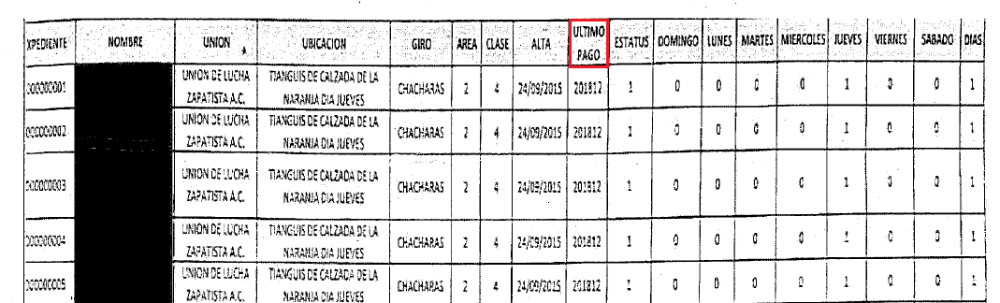 XPEDIENTE NOMBRE UNION UBICACION GIRO AREA CLASE ALTA ULTIMO PAGO ESTATUS DOMINGO LUNES MARTES MIERCOLES JUEVES VIERNES SABADO DIAS
000000001 UNION DE LUCHA ZAPATISTA A.C. TIANGUIS DE CALZADA DE LA NARANJA DIA JUEVES CHACHARAS 2 4 24/09/2015 201812 1 0 0 0 0 1 0 0 1
000000002 UNION DE LUCHA ZAPATISTA A.C. TIANGUIS DE CALZADA DE LA NARANJA DIA JUEVES CHACHARAS 2 4 24/09/2015 201812 1 0 0 0 0 1 0 0 1
000000003 UNION DE LUCHA ZAPATISTA A.C. TIANGUIS DE CALZADA DE LA NARANJA DIA JUEVES CHACHARAS 2 4 24/09/2015 201812 1 0 0 0 0 1 0 0 1
000000004 UNION DE LUCHA ZAPATISTA A.C. TIANGUIS DE CALZADA DE LA NARANJA DIA JUEVES CHACHARAS 2 4 24/09/2015 201812 1 0 0 0 0 1 0 0 1
000000005 UNION DE LUCHA ZAPATISTA A.C. TIANGUIS DE CALZADA DE LA NARANJA DIA JUEVES CHACHARAS 2 4 24/09/2015 201812 1 0 0 0 0 1 0 0 1